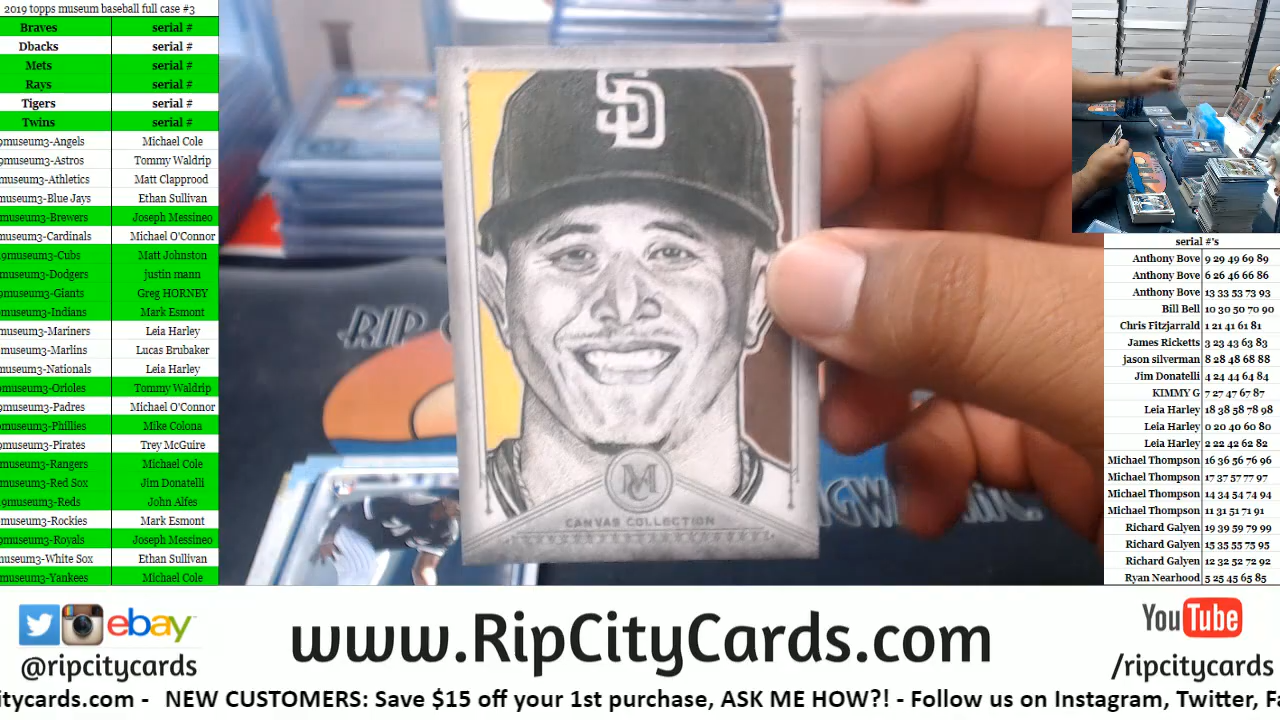 2019 topps museum baseball full case #3
Braves serial #
Dbacks serial #
Mets serial #
Rays serial #
Tigers serial #
Twins serial #
museum3-Angels Michael Cole
museum3-Astros Tommy Waldrip
museum3-Athletics Matt Clapprood
museum3-Blue Jays Ethan Sullivan
museum3-Brewers Joseph Messineo
museum3-Cardinals Michael O'Connor
museum3-Cubs Matt Johnston
museum3-Dodgers justin mann
museum3-Giants Greg HORNBY
museum3-Indians Mark Esmont
museum3-Mariners Leia Harley
museum3-Marlins Lucas Brubaker
museum3-Nationals Leia Harley
museum3-Orioles Tommy Waldrip
museum3-Padres Michael O'Connor
museum3-Phillies Mike Colona
museum3-Pirates Trey McGuire
museum3-Rangers Michael Cole
museum3-Red Sox Jim Donatelli
9museum3-Reds John Alfes
museum3-Rockies Mark Esmont
museum3-Royals Joseph Messineo
museum3-White Sox Ethan Sullivan
museum3-Yankees Michael Cole
SD
RIP
MC
CANVAS COLLECTION
serial #'s
Anthony Bove 9 29 49 69 89
Anthony Bove 6 26 46 66 86
Anthony Bove 13 33 53 73 93
Bill Bell 10 30 50 70 90
Chris Fitzjarrald 1 21 41 61 81
James Ricketts 3 23 43 63 83
jason silverman 8 28 48 68 88
Jim Donatelli 4 24 44 64 84
KIMMY G 7 27 47 67 87
Leia Harley 18 38 58 78 98
Leia Harley 0 20 40 60 80
Leia Harley 2 22 42 62 82
Michael Thompson 16 36 56 76 96
Michael Thompson 17 37 57 77 97
Michael Thompson 14 34 54 74 94
Michael Thompson 11 31 51 71 91
Richard Galyen 19 39 59 79 99
Richard Galyen 15 35 55 75 95
Richard Galyen 12 32 52 72 92
Ryan Nearhood 5 25 45 65 85
ebay
@ripcitycards
www.RipCityCards.com
YouTube
/ripcitycards
citycards.com - NEW CUSTOMERS: Save $15 off your 1st purchase, ASK ME HOW?! - Follow us on Instagram, Twitter, Fa